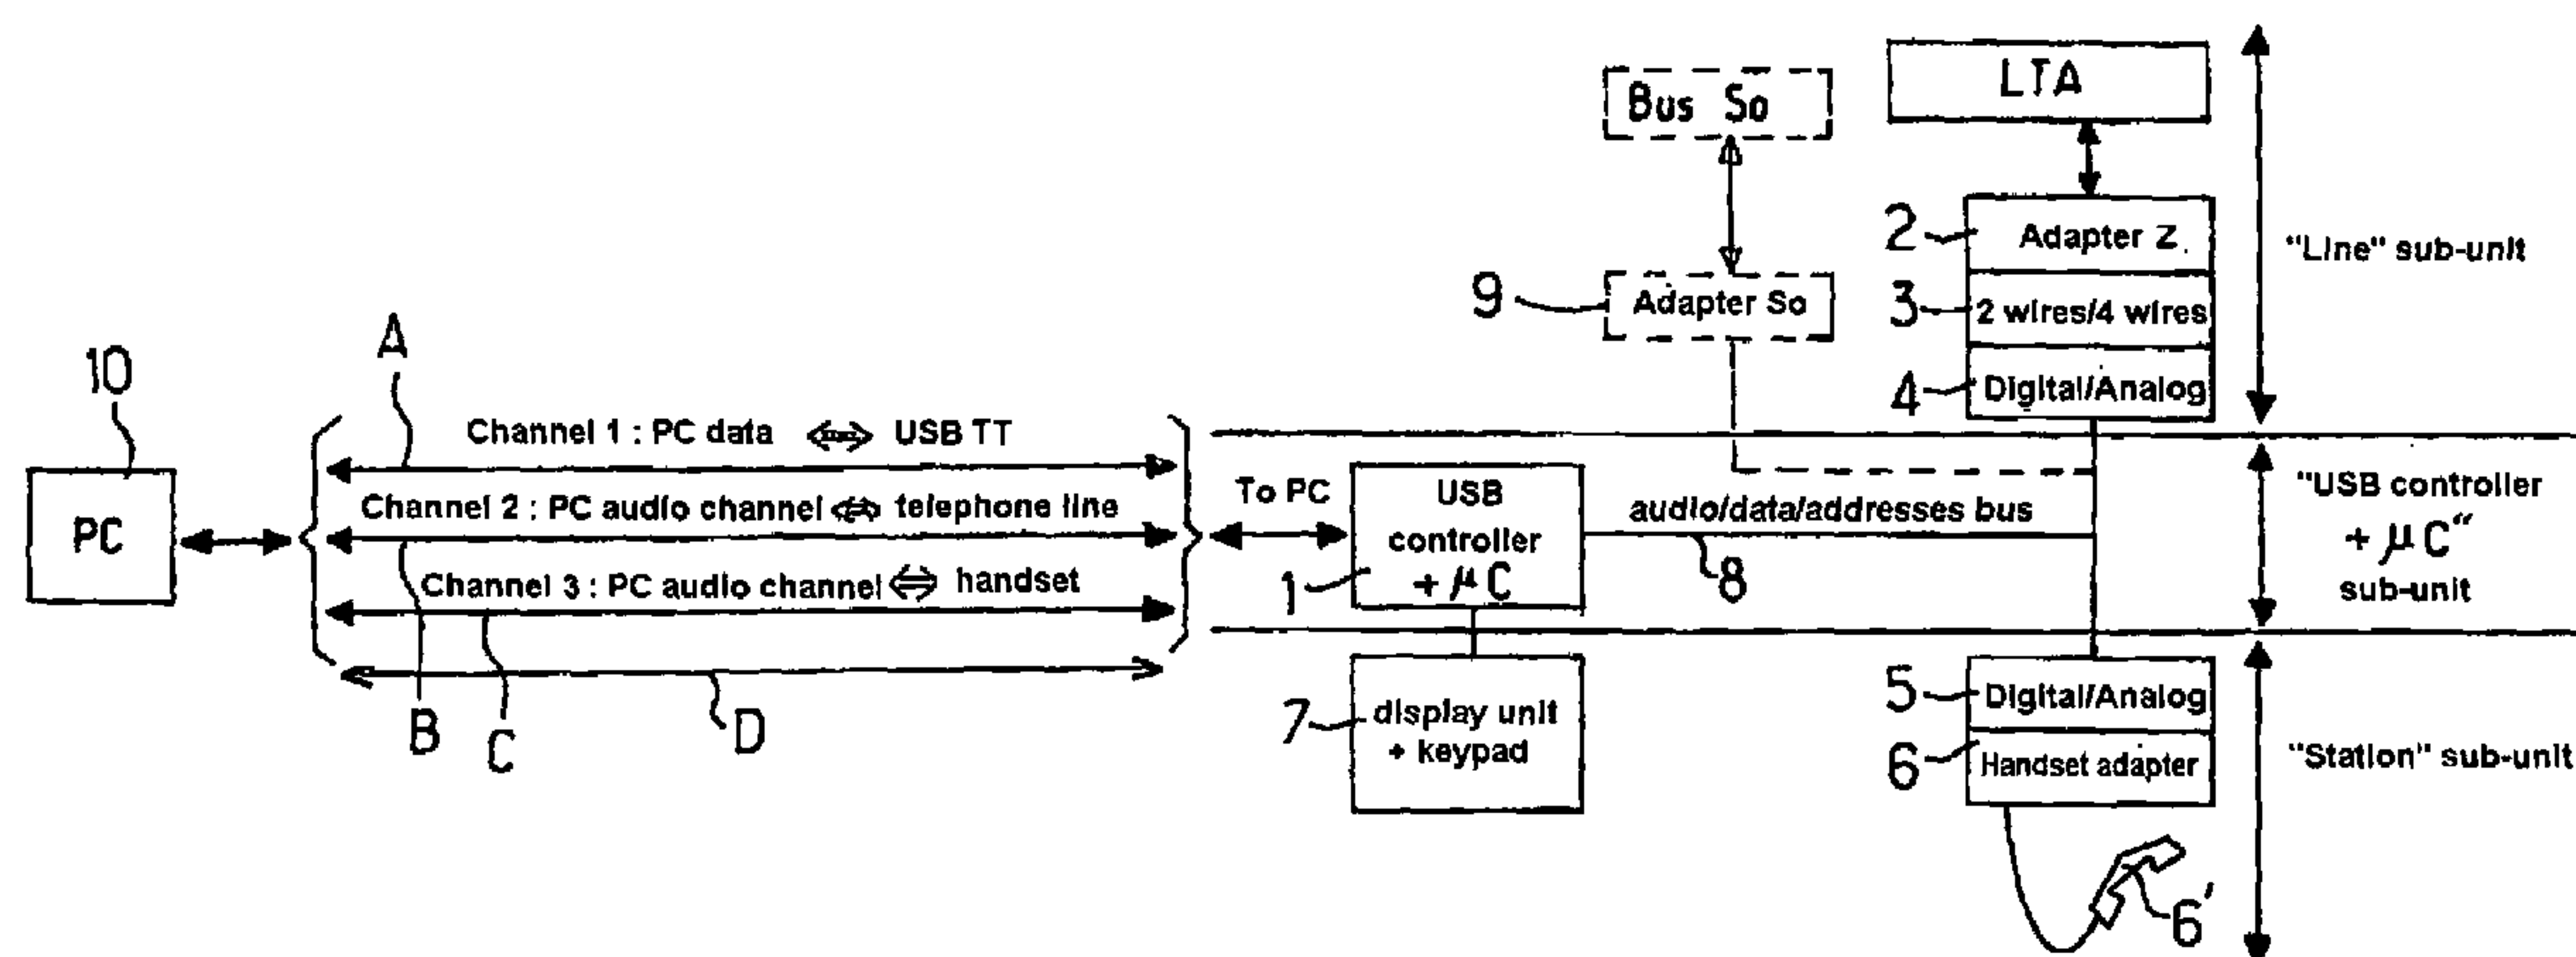 10
PC
A
Channel 1 : PC data ⇔ USB TT
Channel 2 : PC audio channel ⇔ telephone line
Channel 3 : PC audio channel ⇔ handset
B
C
D
To PC
USB
controller
+ μC
1
7
display unit
+ keypad
audio/data/addresses bus
8
Bus So
9
Adapter So
LTA
2
Adapter Z
3
2 wires/4 wires
4
Digital/Analog
5
Digital/Analog
6
Handset adapter
6'
"Line" sub-unit
"USB controller
+ μC"
sub-unit
"Station" sub-unit